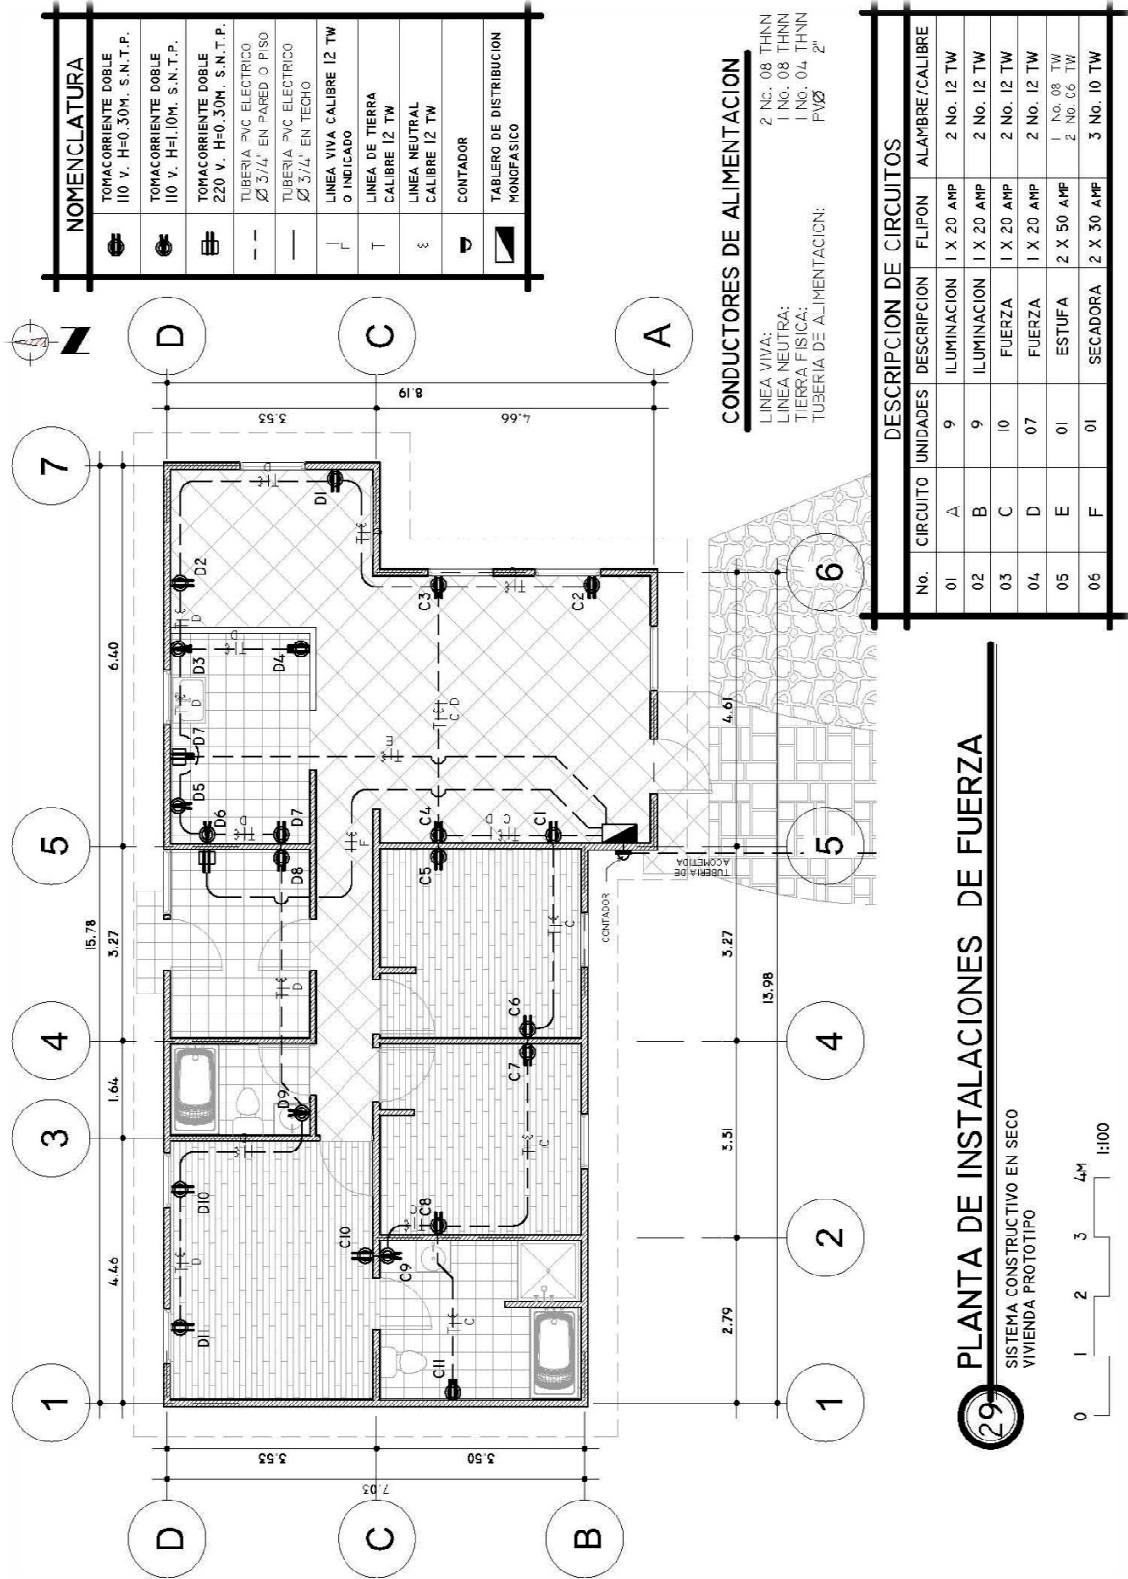 NOMENCLATURA
TOMACORRIENTE DOBLE
110 V. H=0.30M. S.N.T.P.
TOMACORRIENTE DOBLE
110 V. H=1.10M. S.N.T.P.
TOMACORRIENTE DOBLE
220 V. H=0.30M. S.N.T.P.
TUBERIA PVC ELECTRICO
Ø 3/4" EN PARED O PISO
TUBERIA PVC ELECTRICO
Ø 3/4" EN TECHO
LINEA VIVA CALIBRE 12 TW
O INDICADO
LINEA DE TIERRA
CALIBRE 12 TW
LINEA NEUTRAL
CALIBRE 12 TW
CONTADOR
TABLERO DE DISTRIBUCION
MONOFASICO
CONDUCTORES DE ALIMENTACION
LINEA VIVA: 2 No. 08 THNN
LINEA NEUTRA: 1 No. 08 THNN
TIERRA FISICA: 1 No. 04 THNN
TUBERIA DE ALIMENTACION: PVØ 2"
DESCRIPCION DE CIRCUITOS
No. CIRCUITO UNIDADES DESCRIPCION FLIPON ALAMBRE/CALIBRE
01 A 9 ILUMINACION 1 X 20 AMP 2 No. 12 TW
02 B 9 ILUMINACION 1 X 20 AMP 2 No. 12 TW
03 C 10 FUERZA 1 X 20 AMP 2 No. 12 TW
04 D 07 FUERZA 1 X 20 AMP 2 No. 12 TW
05 E 01 ESTUFA 2 X 50 AMP 1 No. 08 TW
2 No. 06 TW
06 F 01 SECADORA 2 X 30 AMP 3 No. 10 TW
1 3 4 5 7
15.78
4.46 1.64 3.27 6.40
D C B
D C A
3.53 3.50
7.03
3.53 4.66
8.19
D1 D10 D9 D8 D7 D6 D5 D7 D3 D4 D2 D1
C11 C10 C9 C8 C7 C6 C5 C4 C1 C3 C2
D D D D D D D D
C C C C
C D
C-D
E
F
CONTADOR
TUBERIA DE
ACOMETIDA
2.79 3.31 3.27 4.61
13.98
1 2 4 5 6
29
PLANTA DE INSTALACIONES DE FUERZA
SISTEMA CONSTRUCTIVO EN SECO
VIVIENDA PROTOTIPO
0 1 2 3 4M 1:100